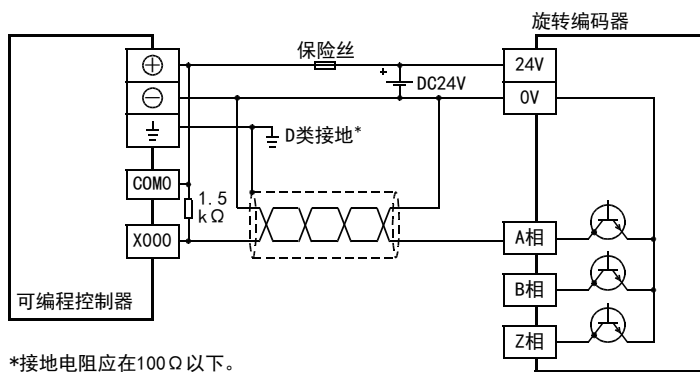 旋转编码器
保险丝
24V
+
DC24V
0V
D类接地*
COM0
1.5
kΩ
X000
A相
B相
可编程控制器
Z相
*接地电阻应在100Ω以下。